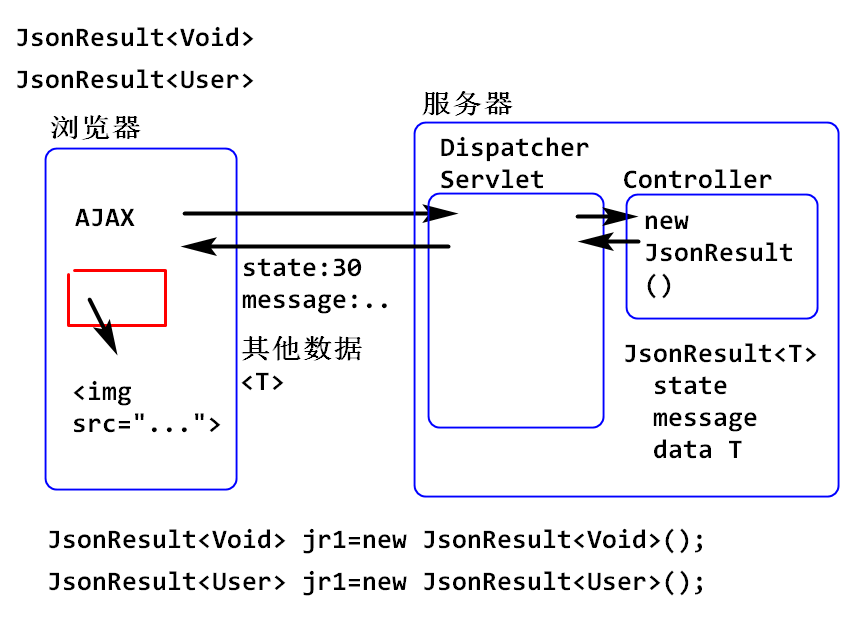 JsonResult<Void>
JsonResult<User>
浏览器
服务器
AJAX
<img
src="...">
state:30
message:..
其他数据
<T>
Dispatcher
Servlet
Controller
new
JsonResult
()
JsonResult<T>
state
message
data T
JsonResult<Void> jr1=new JsonResult<Void>();
JsonResult<User> jr1=new JsonResult<User>();